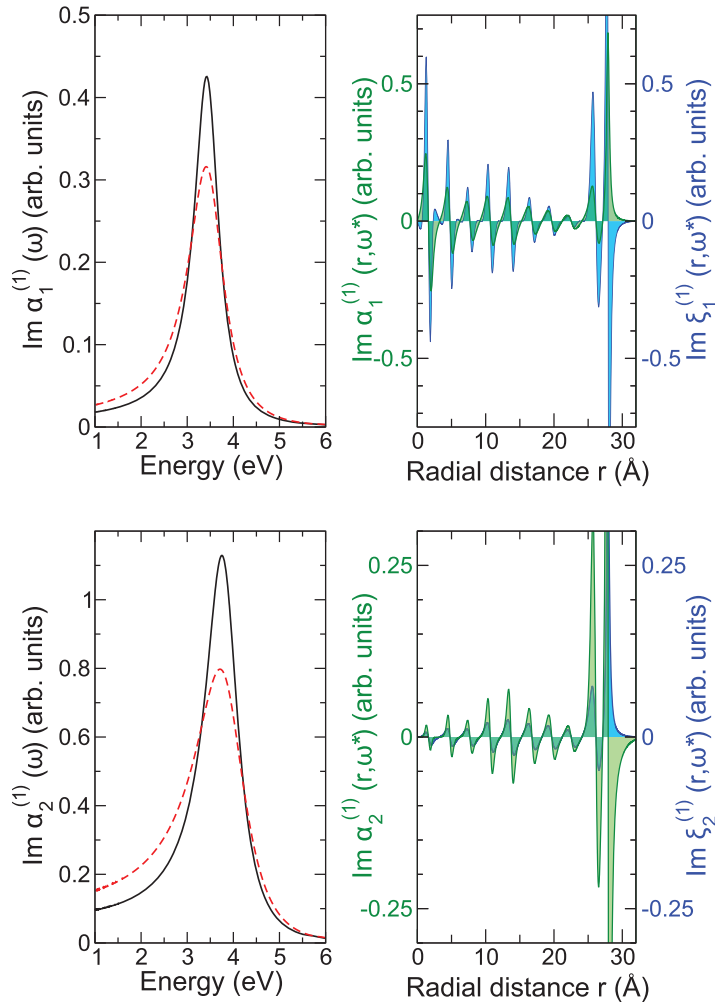 0.5
0.4
0.3
0.2
0.1
0
1 2 3 4 5 6
Energy (eV)
Im α₁⁽¹⁾ (ω) (arb. units)
0.5
0
-0.5
Im α₁⁽¹⁾ (r,ω*) (arb. units)
0 10 20 30
Radial distance r (Å)
0.5
0
-0.5
Im ξ₁⁽¹⁾ (r,ω*) (arb. units)
1
0.8
0.6
0.4
0.2
0
1 2 3 4 5 6
Energy (eV)
Im α₂⁽¹⁾ (ω) (arb. units)
0.25
0
-0.25
Im α₂⁽¹⁾ (r,ω*) (arb. units)
0 10 20 30
Radial distance r (Å)
0.25
0
-0.25
Im ξ₂⁽¹⁾ (r,ω*) (arb. units)